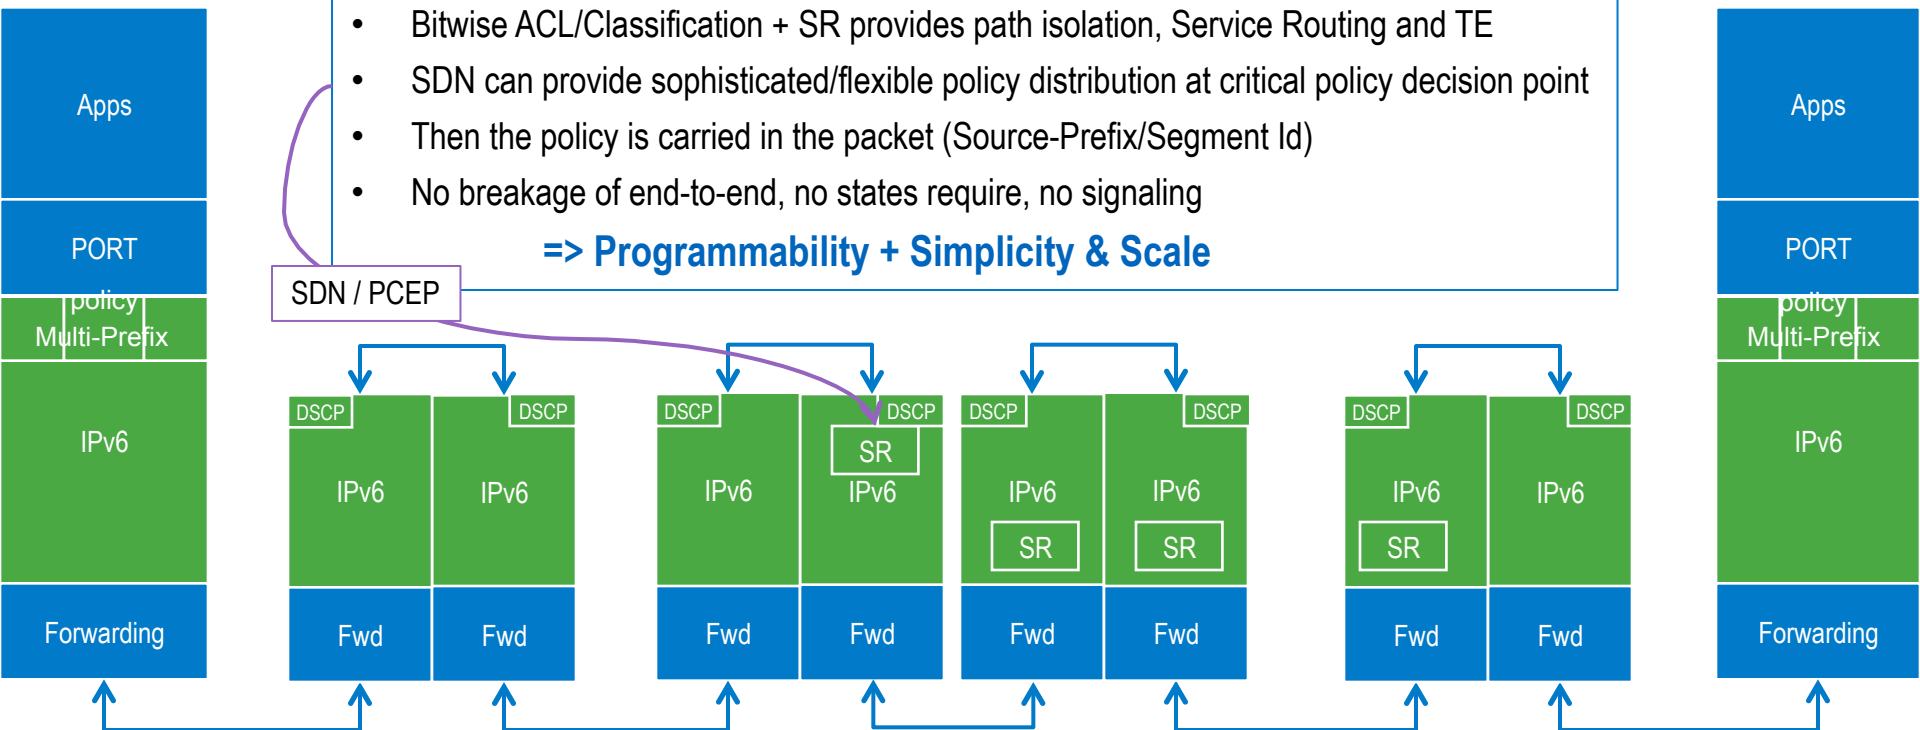 • Bitwise ACL/Classification + SR provides path isolation, Service Routing and TE
• SDN can provide sophisticated/flexible policy distribution at critical policy decision point
• Then the policy is carried in the packet (Source-Prefix/Segment Id)
• No breakage of end-to-end, no states require, no signaling
=> Programmability + Simplicity & Scale
SDN / PCEP
Apps
PORT
policy
Multi-Prefix
IPv6
Forwarding
DSCP
IPv6
Fwd
DSCP
IPv6
Fwd
DSCP
IPv6
Fwd
DSCP
SR
IPv6
Fwd
DSCP
IPv6
SR
Fwd
DSCP
IPv6
SR
Fwd
DSCP
IPv6
SR
Fwd
DSCP
IPv6
Fwd
Apps
PORT
policy
Multi-Prefix
IPv6
Forwarding